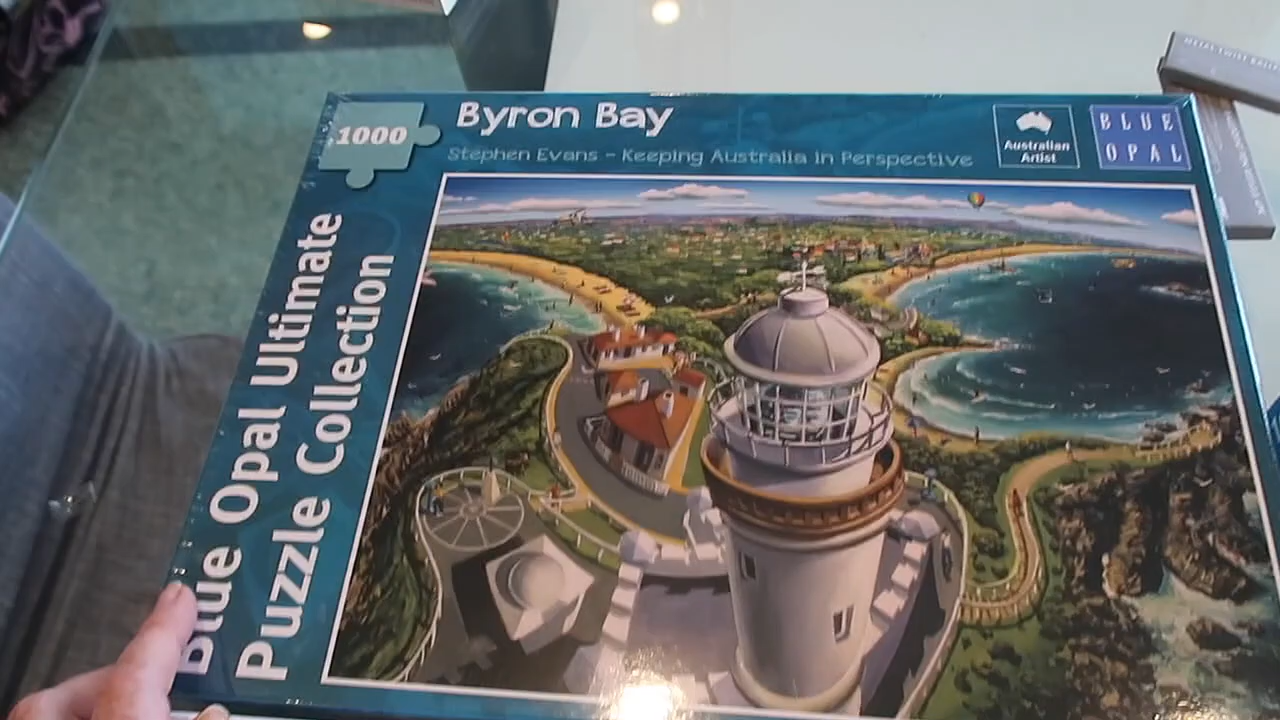 1000
Byron Bay
Stephen Evans - Keeping Australia in Perspective
Australian
Artist
BLUE
OPAL
Blue Opal Ultimate
Puzzle Collection